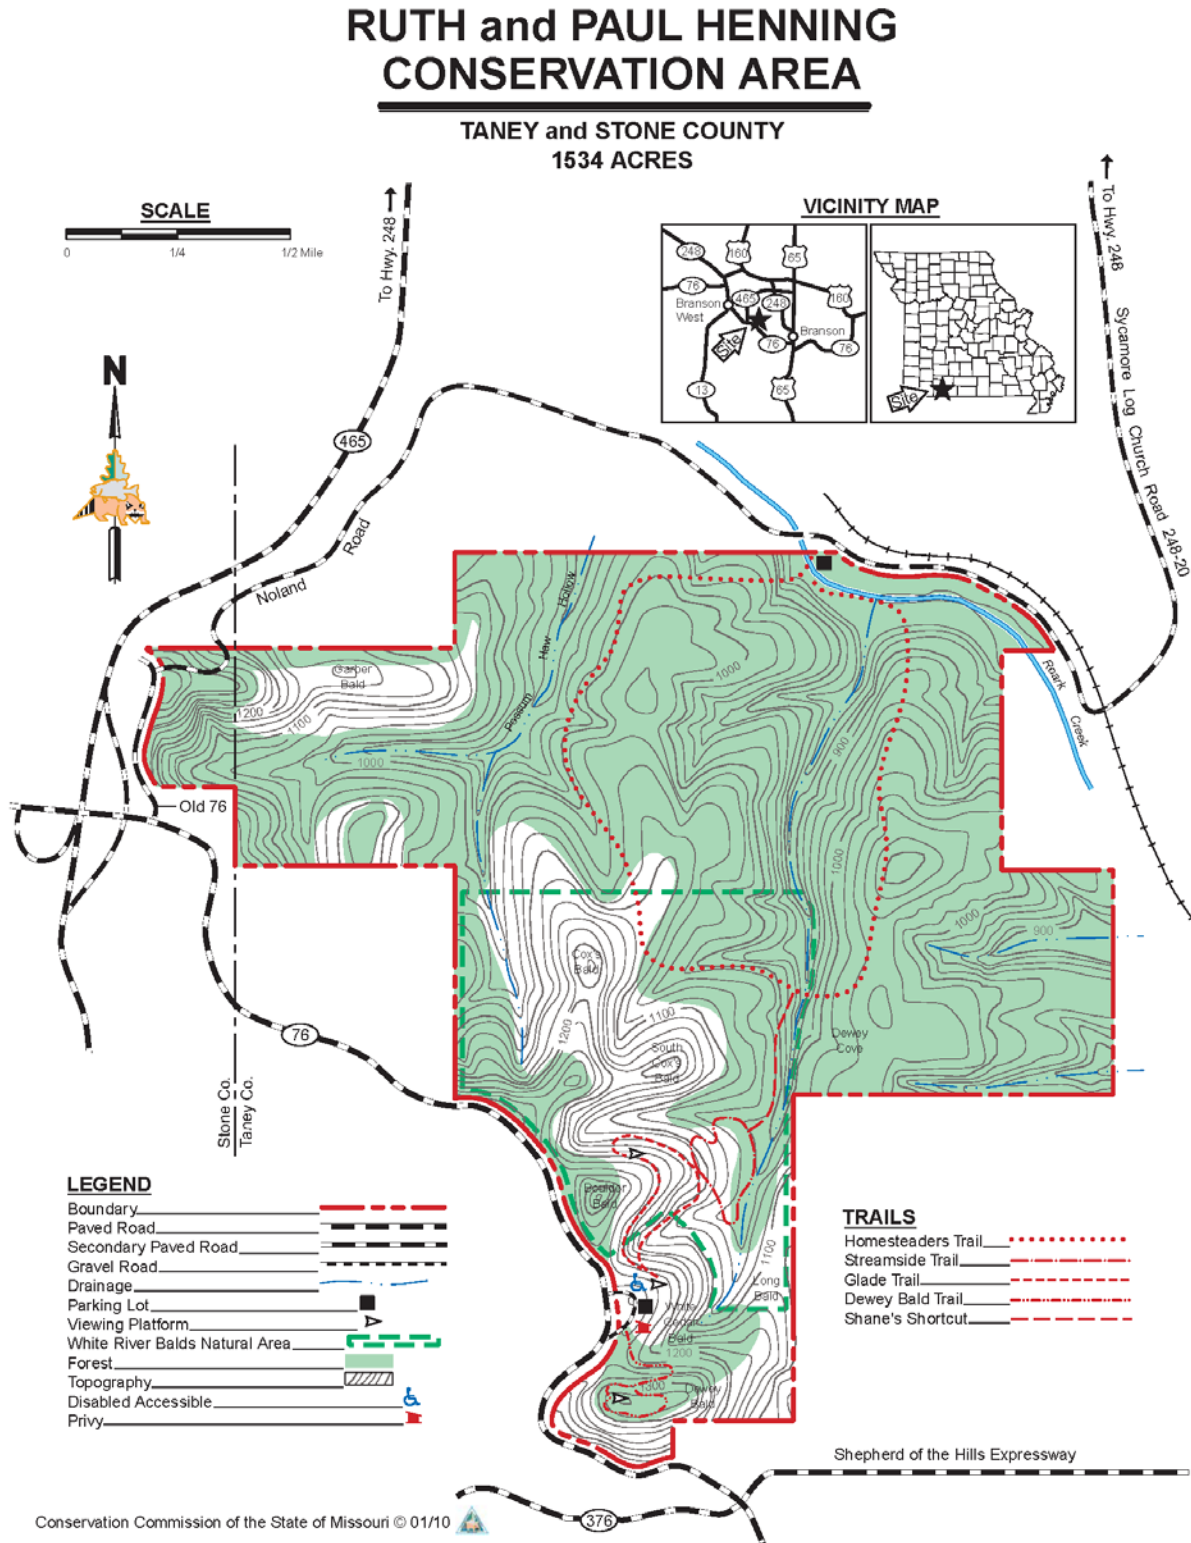 RUTH and PAUL HENNING
CONSERVATION AREA
TANEY and STONE COUNTY
1534 ACRES
SCALE
0 1/4 1/2 Mile
To Hwy. 248
To Hwy. 248
VICINITY MAP
248
160
65
76
Branson
West
465
248
160
Site
Branson
76
76
13
65
Site
Sycamore Log Church Road 248-20
N
465
Noland Road
Possum Haw Hollow
Garber
Bald
1200
1100
1000
1000
900
1000
Roark Creek
Old 76
1000
900
Cox's
Bald
1200
1100
South
Cox's
Bald
Dewey
Cove
76
Stone Co.
Taney Co.
Boulder
Bald
1100
Long
Bald
White
Cedar
Bald
1200
1300
Dewey
Bald
LEGEND
Boundary
Paved Road
Secondary Paved Road
Gravel Road
Drainage
Parking Lot
Viewing Platform
White River Balds Natural Area
Forest
Topography
Disabled Accessible
Privy
TRAILS
Homesteaders Trail
Streamside Trail
Glade Trail
Dewey Bald Trail
Shane's Shortcut
Shepherd of the Hills Expressway
376
Conservation Commission of the State of Missouri © 01/10